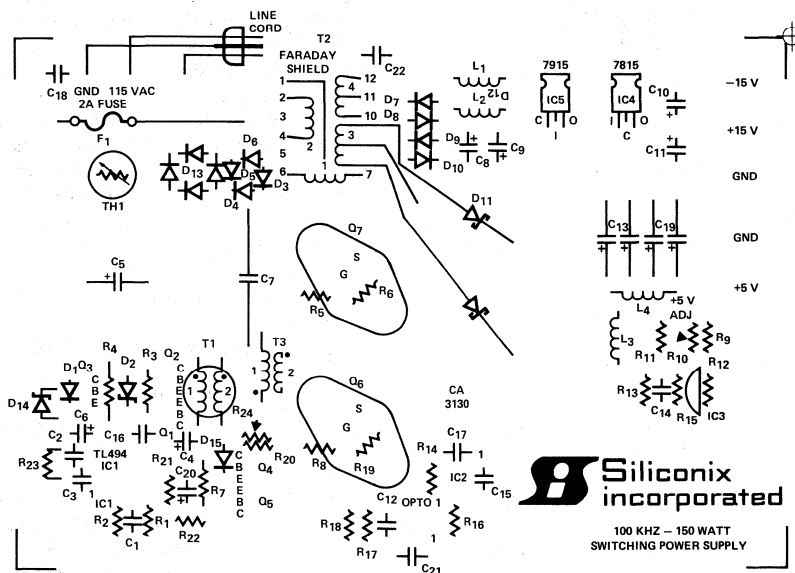 LINE
CORD
T2
FARADAY
SHIELD
GND 115 VAC
2A FUSE
C18
F1
1
2
3
4
5
6
2
12
4
11
10
3
1
7
C22
D7
D8
D9
D10
L1
L2
D12
C8
C9
7915
IC5
C O
I
7815
IC4
I O
C
C10
C11
−15 V
+15 V
GND
GND
+5 V
TH1
D13
D6
D5
D3
D4
D11
C5
C7
Q7
S
G
R5
R6
C13
C19
L4
+5 V
ADJ
L3
R11
R10
R9
R12
R13
C14
R15
IC3
R4
D1
Q3
D2
R3
Q2
T1
1
2
T3
1
2
D14
C
B
E
C
B
E
E
B
C
R24
Q6
S
G
R8
R19
CA
3130
C6
C2
C16
Q1
C4
D15
R20
R23
TL494
IC1
R21
C20
R7
C3
1
C
B
E
E
B
C
Q4
Q5
R14
C17
1
IC2
C15
IC1
R2
C1
R1
R22
C12
OPTO 1
R18
R17
R16
1
C21
Siliconix
incorporated
100 KHZ – 150 WATT
SWITCHING POWER SUPPLY